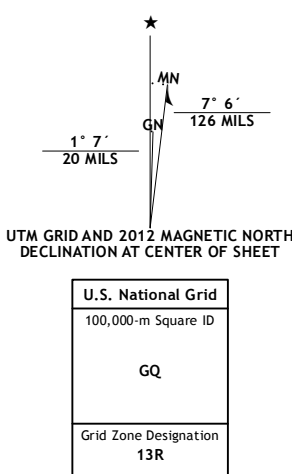 ★
MN
7° 6´
126 MILS
GN
1° 7´
20 MILS
UTM GRID AND 2012 MAGNETIC NORTH
DECLINATION AT CENTER OF SHEET
U.S. National Grid
100,000-m Square ID
GQ
Grid Zone Designation
13R